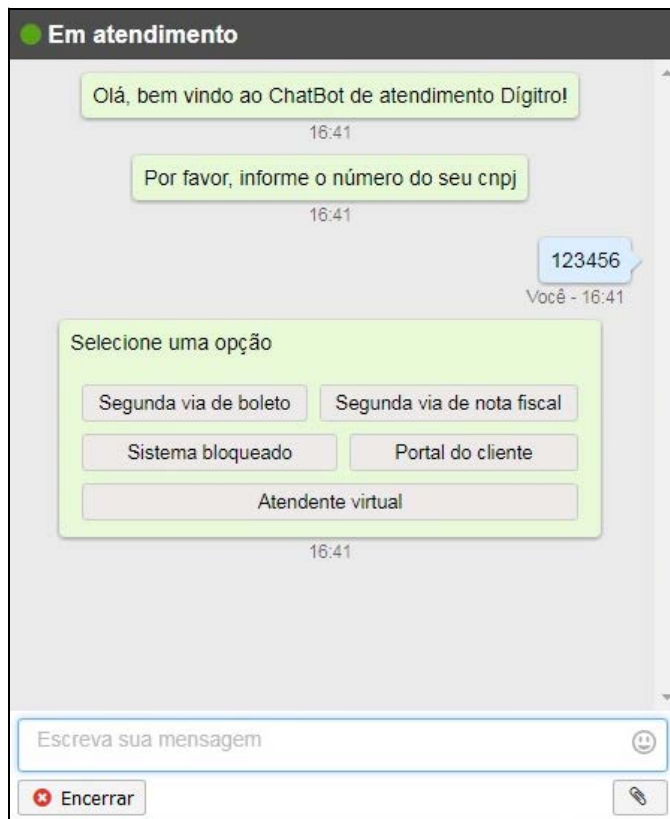 Em atendimento
Olá, bem vindo ao ChatBot de atendimento Dígitro!
16:41
Por favor, informe o número do seu cnpj
16:41
123456
Você - 16:41
Selecione uma opção
Segunda via de boleto Segunda via de nota fiscal
Sistema bloqueado Portal do cliente
Atendente virtual
16:41
Escreva sua mensagem
Encerrar